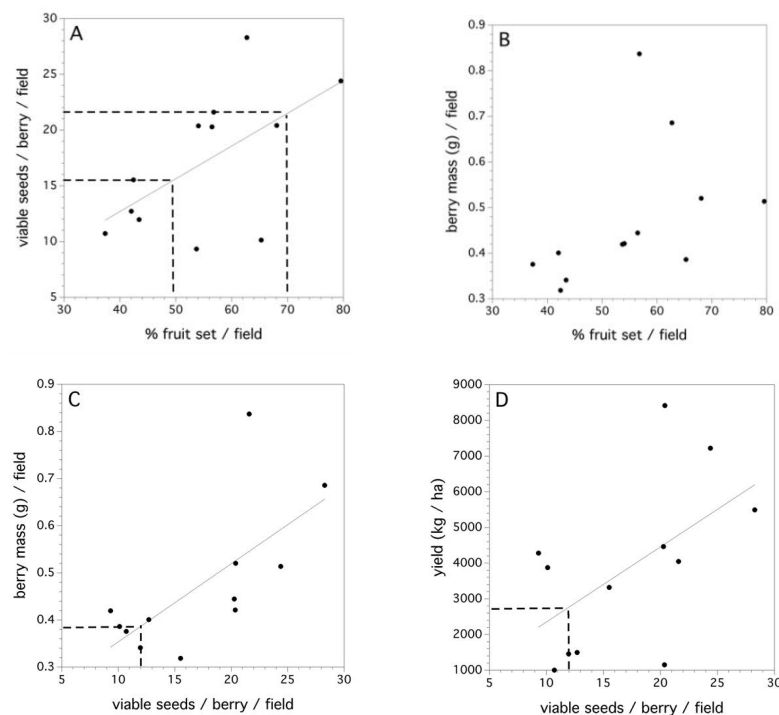 A
30
25
20
15
10
5
30 40 50 60 70 80
viable seeds / berry / field
% fruit set / field
B
0.9
0.8
0.7
0.6
0.5
0.4
0.3
30 40 50 60 70 80
berry mass (g) / field
% fruit set / field
C
0.9
0.8
0.7
0.6
0.5
0.4
0.3
5 10 15 20 25 30
berry mass (g) / field
viable seeds / berry / field
D
9000
8000
7000
6000
5000
4000
3000
2000
1000
5 10 15 20 25 30
yield (kg / ha)
viable seeds / berry / field